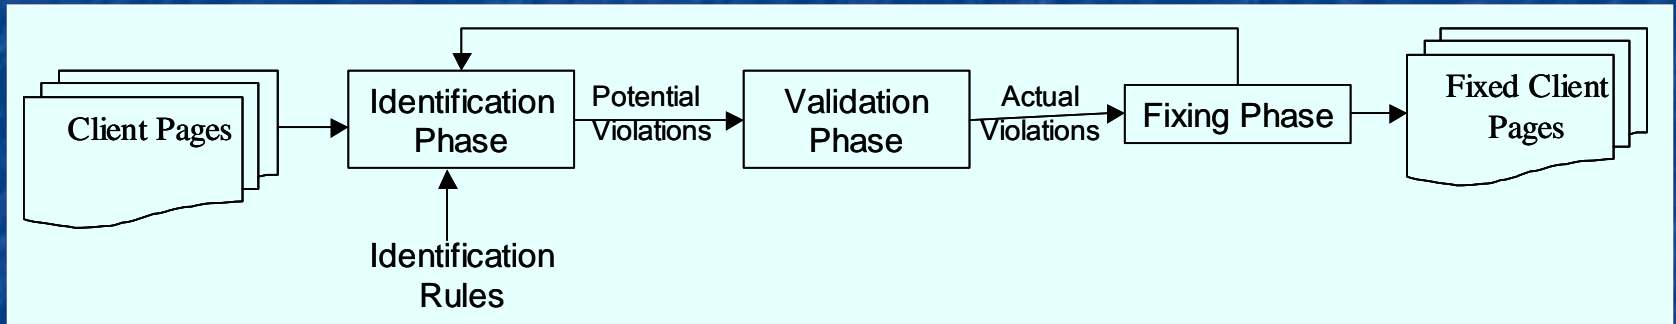 Client Pages
Identification
Phase
Potential
Violations
Validation
Phase
Actual
Violations
Fixing Phase
Fixed Client
Pages
Identification
Rules